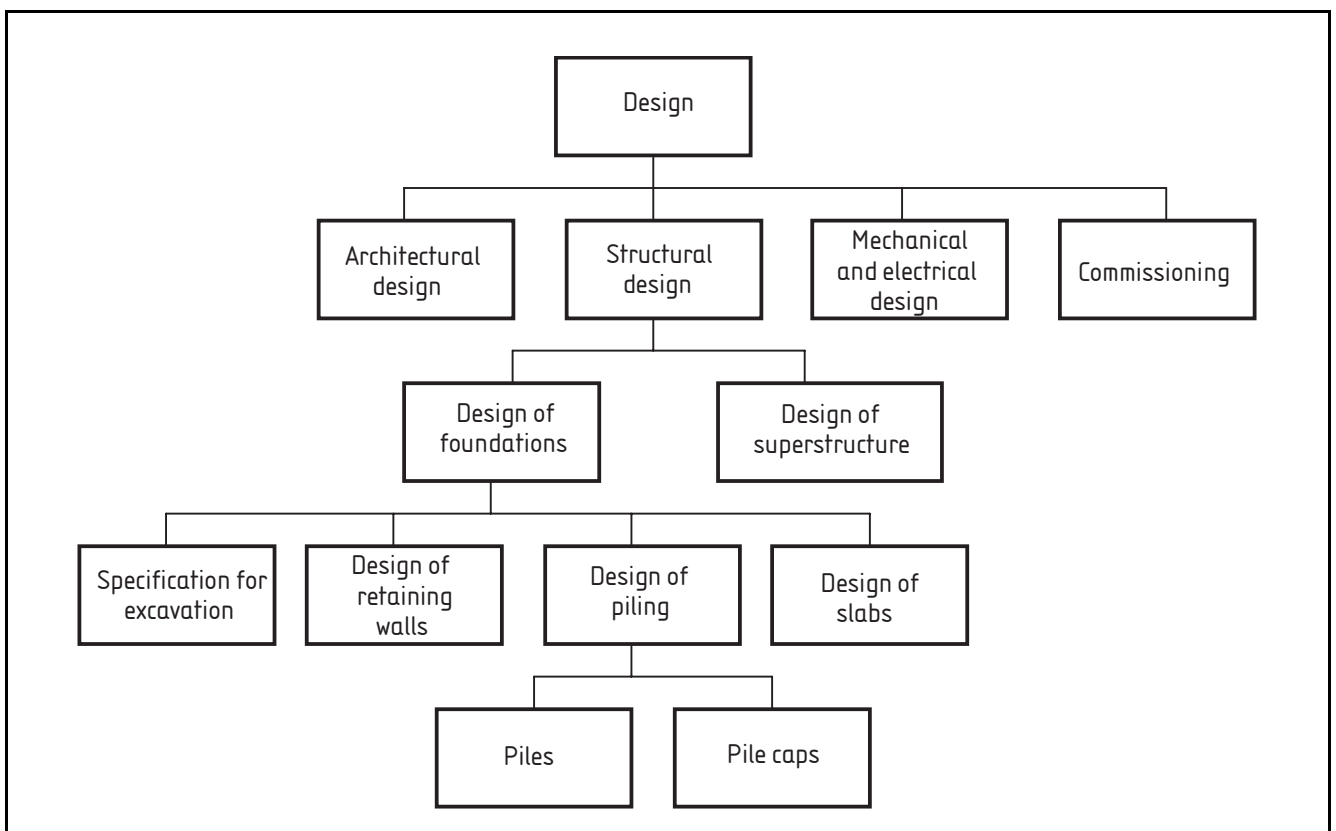 Design
Architectural
design
Structural
design
Mechanical
and electrical
design
Commissioning
Design of
foundations
Design of
superstructure
Specification for
excavation
Design of
retaining
walls
Design of
piling
Design of
slabs
Piles
Pile caps